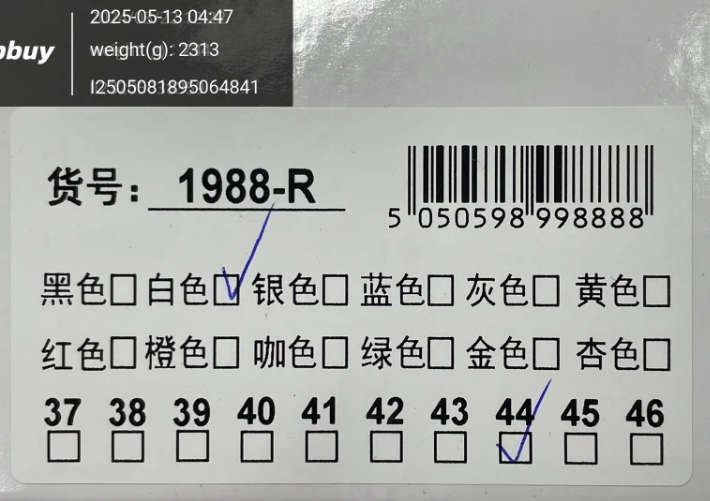 2025-05-13 04:47
buy weight(g): 2313
I2505081895064841
货号: 1988-R
5 050598 998888
黑色□ 白色☑ 银色□ 蓝色□ 灰色□ 黄色□
红色□ 橙色□ 咖色□ 绿色□ 金色□ 杏色□
37 38 39 40 41 42 43 44 45 46
□ □ □ □ □ □ □ ☑ □ □